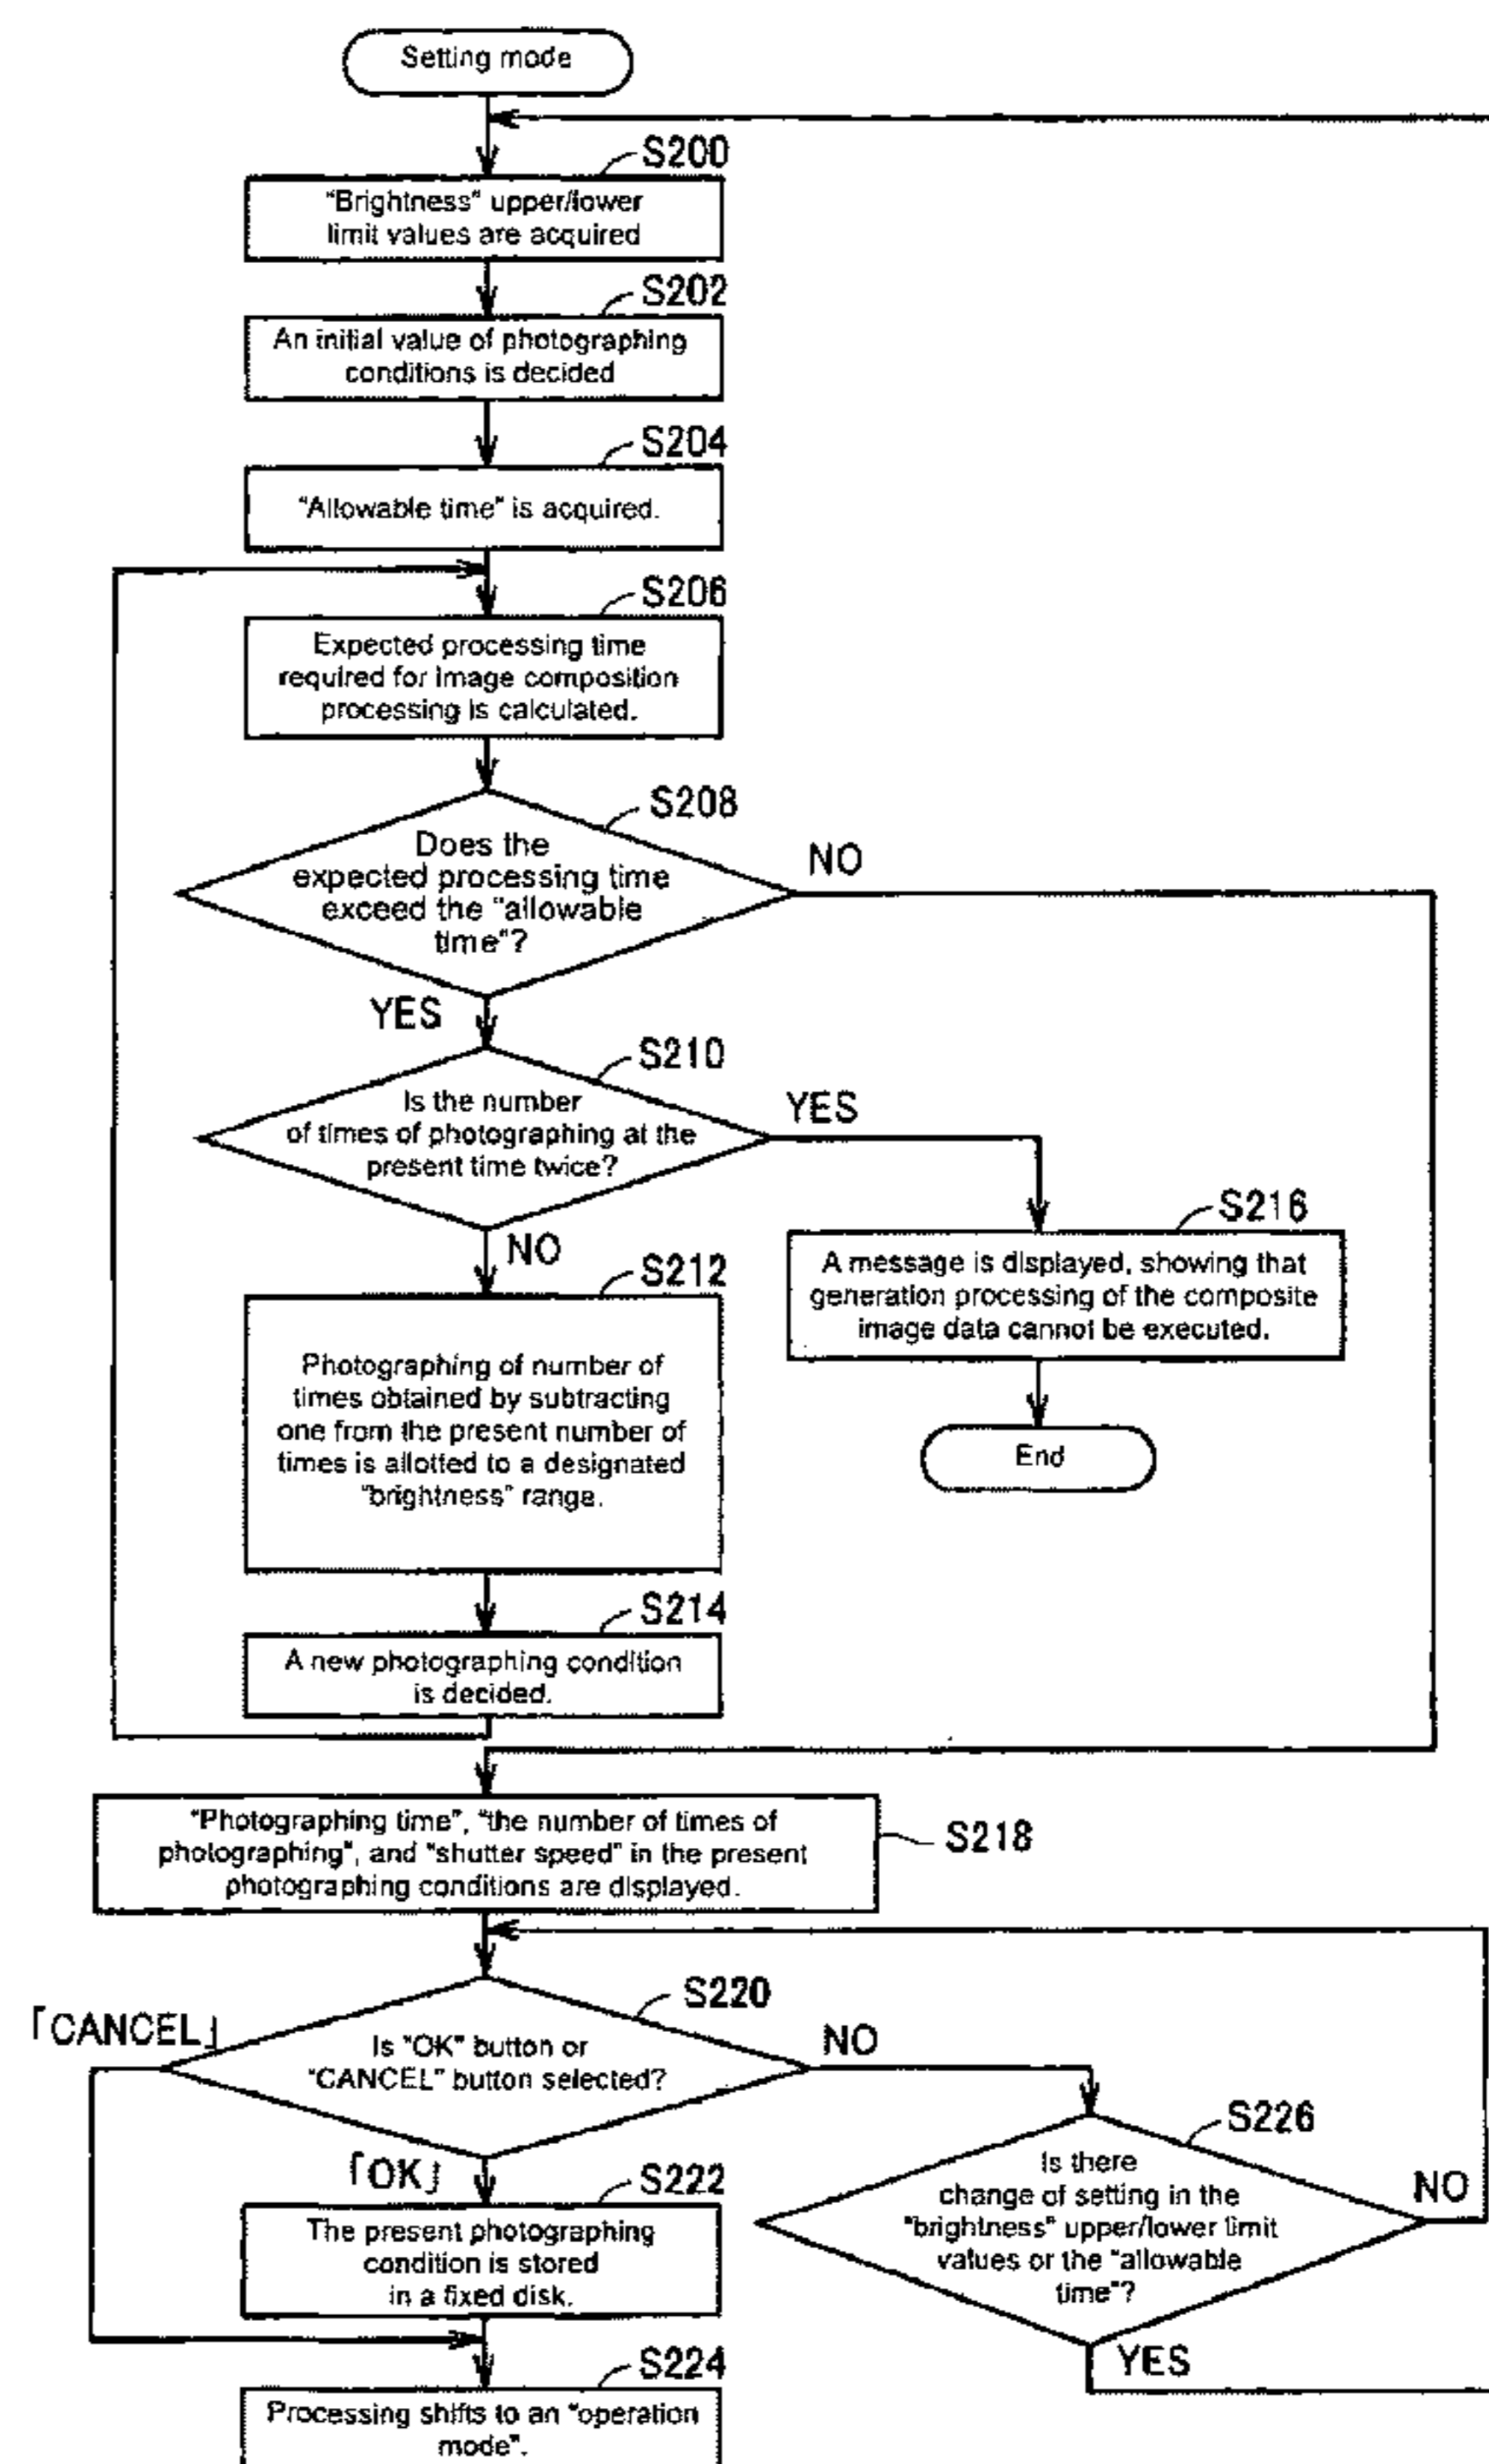 Setting mode
S200
"Brightness" upper/lower
limit values are acquired
S202
An initial value of photographing
conditions is decided
S204
"Allowable time" is acquired.
S206
Expected processing time
required for image composition
processing is calculated.
S208
Does the
expected processing time
exceed the "allowable
time"?
NO
YES
S210
Is the number
of times of photographing at the
present time twice?
YES
NO
S216
A message is displayed, showing that
generation processing of the composite
image data cannot be executed.
End
S212
Photographing of number of
times obtained by subtracting
one from the present number of
times is allotted to a designated
"brightness" range.
S214
A new photographing condition
is decided.
"Photographing time", "the number of times of
photographing", and "shutter speed" in the present
photographing conditions are displayed.
S218
S220
「CANCEL」
Is "OK" button or
"CANCEL" button selected?
NO
「OK」
S226
Is there
change of setting in the
"brightness" upper/lower limit
values or the "allowable
time"?
NO
YES
S222
The present photographing
condition is stored
in a fixed disk.
S224
Processing shifts to an "operation
mode".